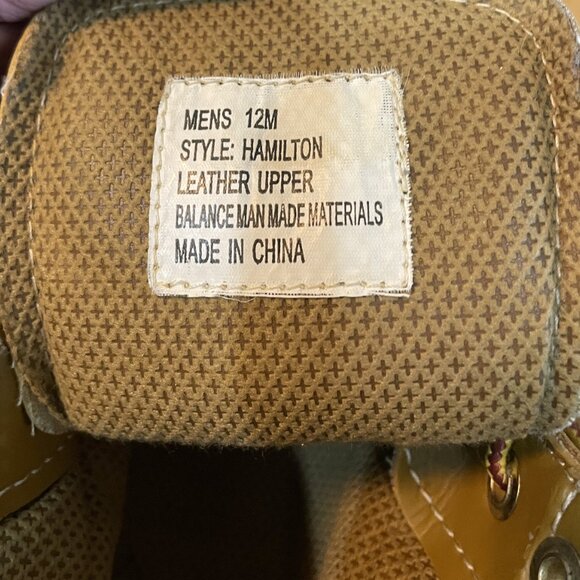 MENS 12M
STYLE: HAMILTON
LEATHER UPPER
BALANCE MAN MADE MATERIALS
MADE IN CHINA